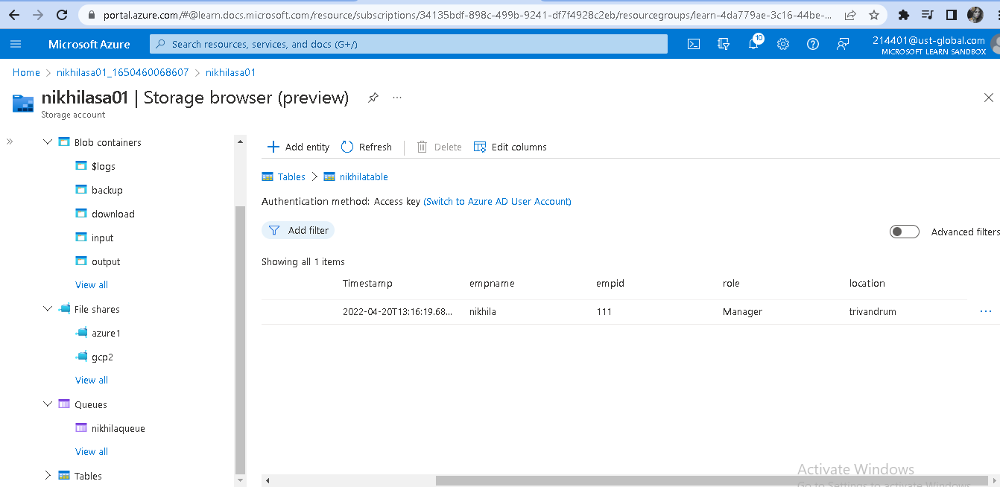 portal.azure.com/#@learn.docs.microsoft.com/resource/subscriptions/34135bdf-898c-499b-9241-df7f4928c2eb/resourcegroups/learn-4da779ae-3c16-44be-...
Microsoft Azure
Search resources, services, and docs (G+/)
10
214401@ust-global.com
MICROSOFT LEARN SANDBOX
Home > nikhilasa01_1650460068607 > nikhilasa01
nikhilasa01 | Storage browser (preview) ...
Storage account
Blob containers
$logs
backup
download
input
output
View all
File shares
azure1
gcp2
View all
Queues
nikhilaqueue
View all
Tables
Add entity Refresh Delete Edit columns
Tables > nikhilatable
Authentication method: Access key (Switch to Azure AD User Account)
Add filter Advanced filters
Showing all 1 items
Timestamp empname empid role location
2022-04-20T13:16:19.68... nikhila 111 Manager trivandrum ...
Activate Windows
Go to Settings to activate Windows.